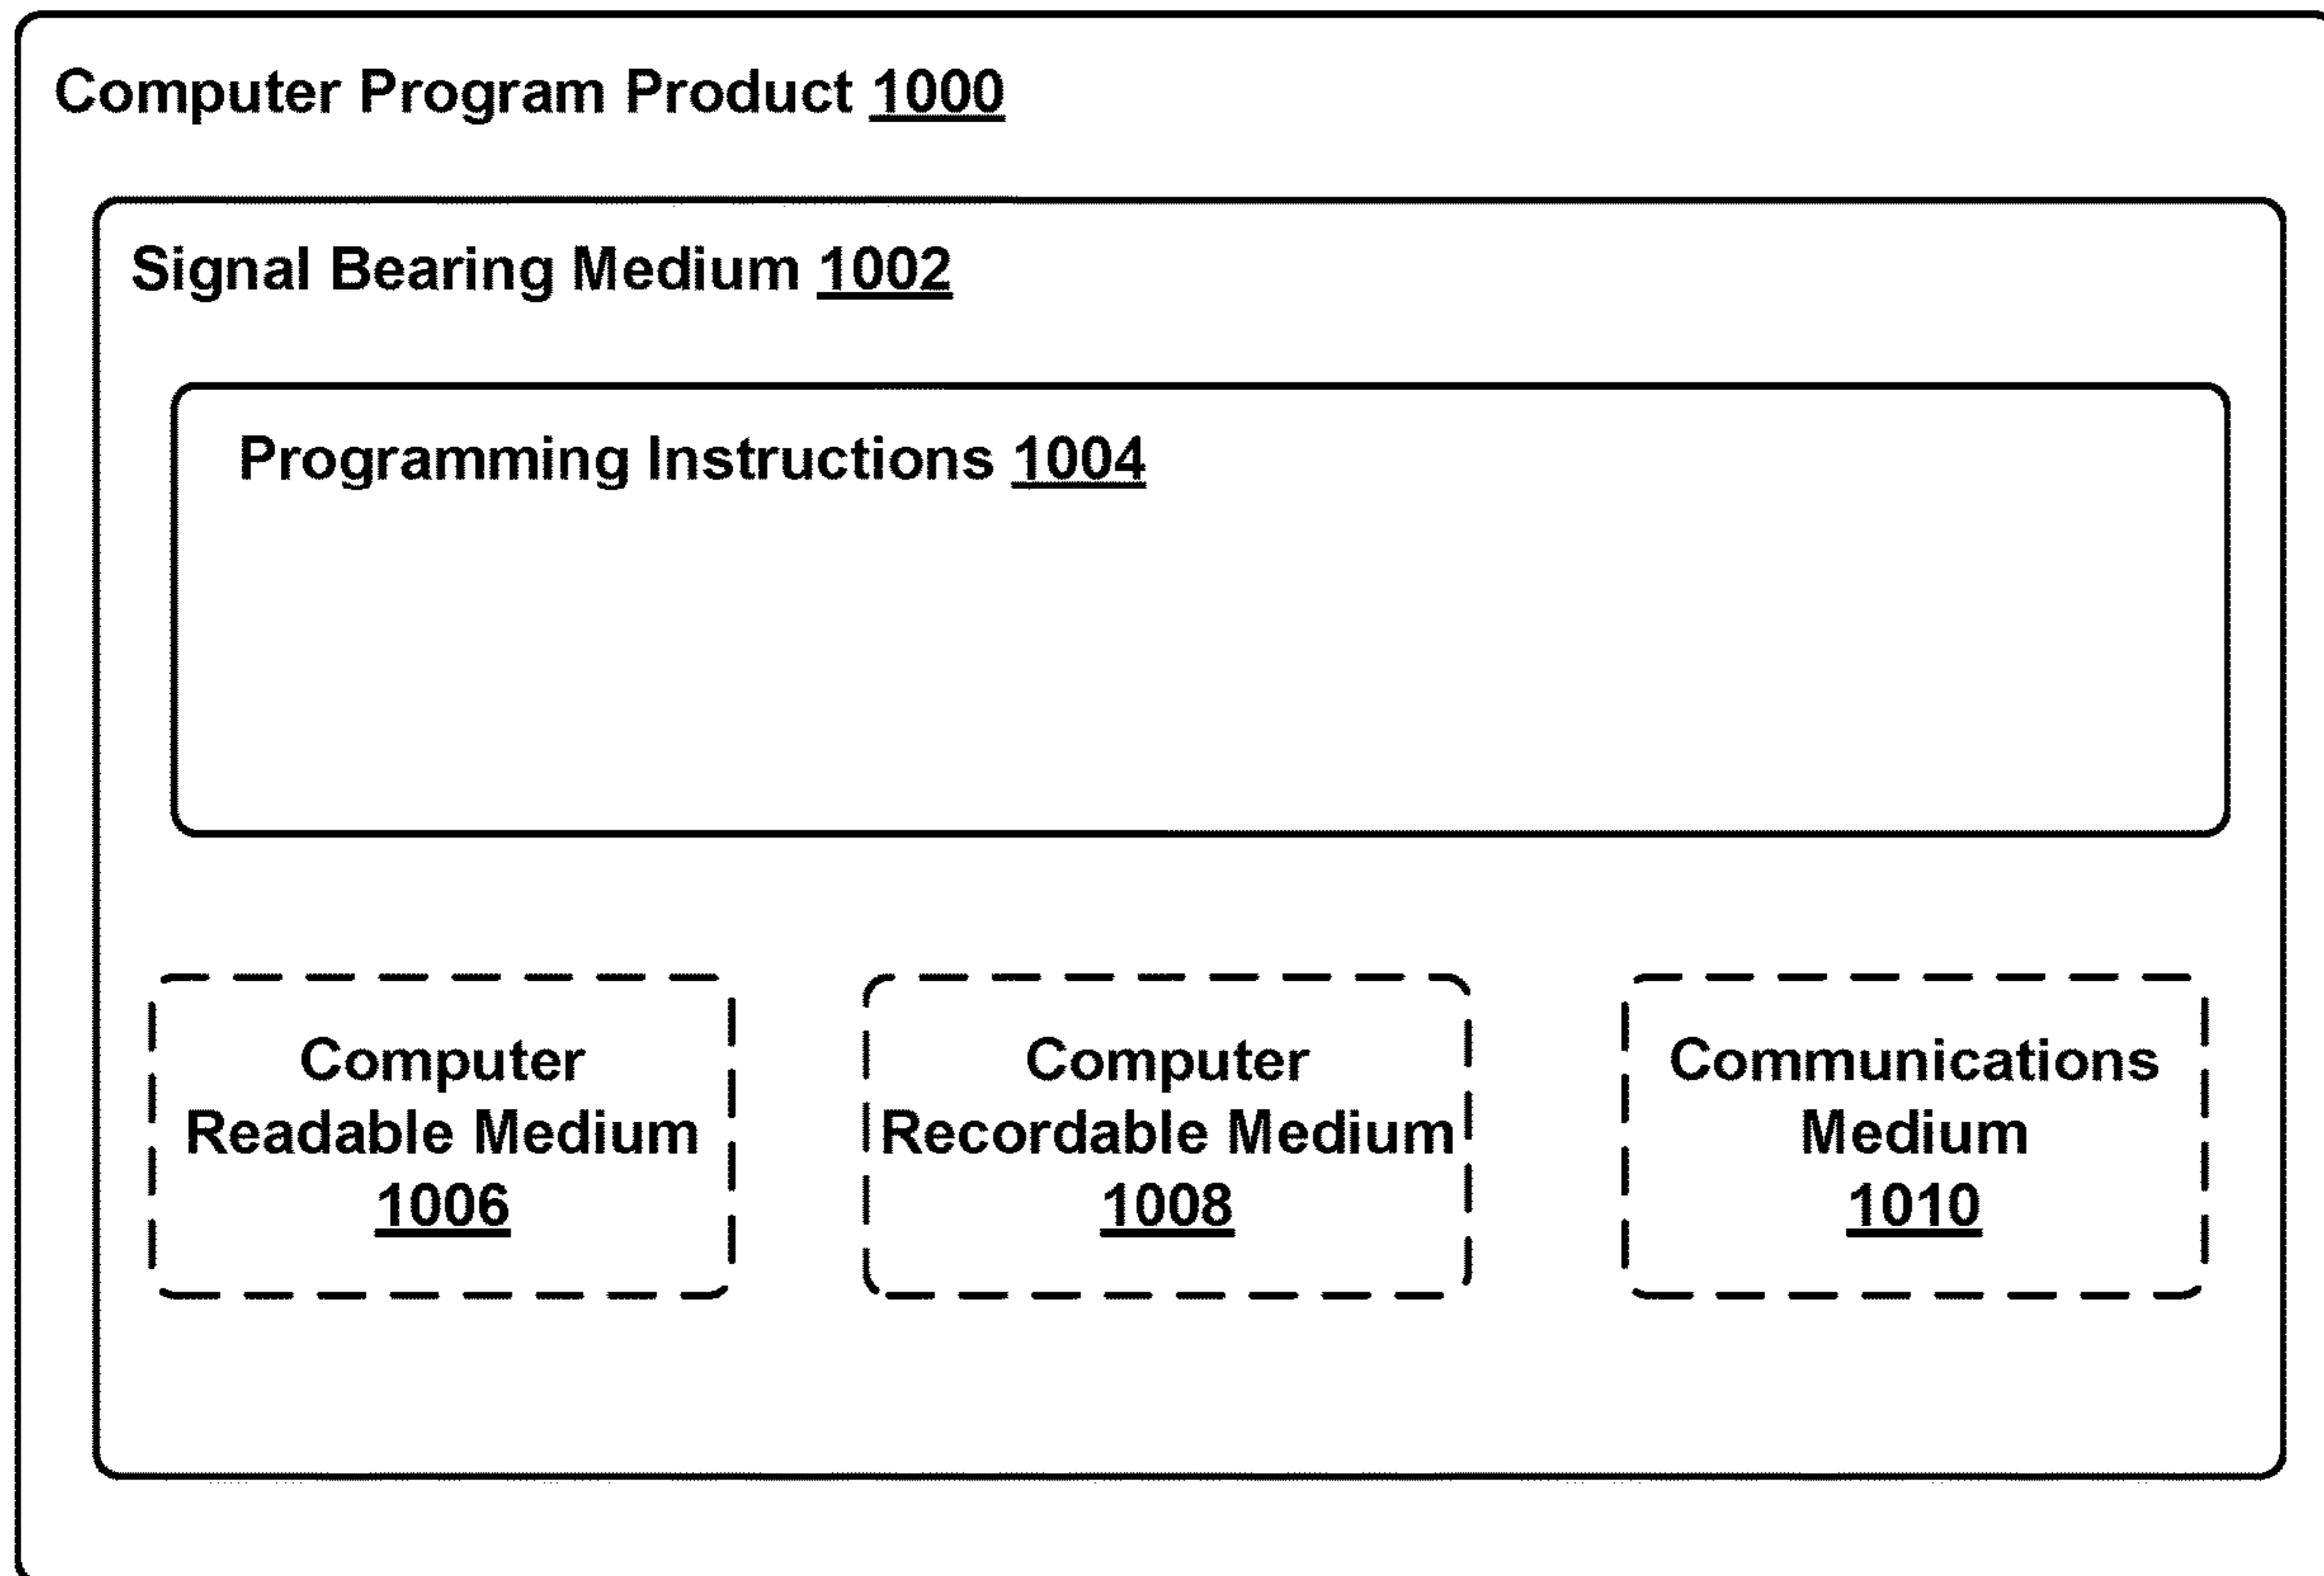 Computer Program Product 1000
Signal Bearing Medium 1002
Programming Instructions 1004
Computer
Readable Medium
1006
Computer
Recordable Medium
1008
Communications
Medium
1010